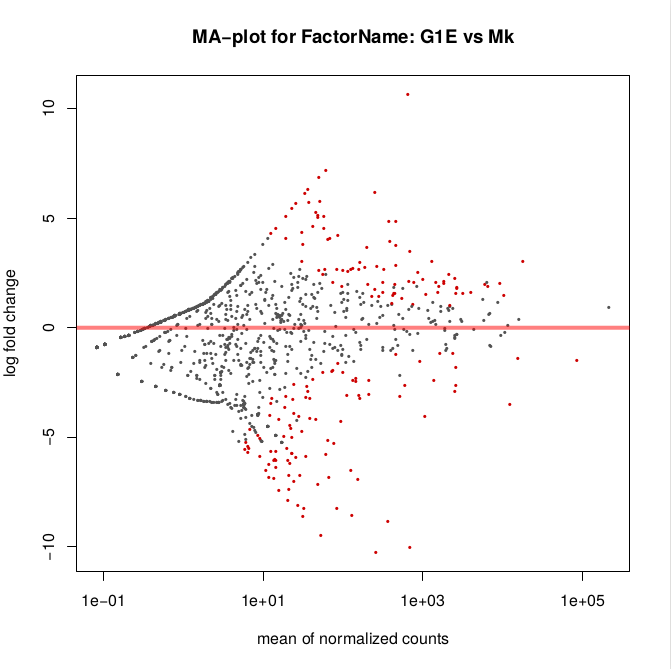 MA−plot for FactorName: G1E vs Mk
log fold change
10
5
0
−5
−10
1e−01
1e+01
1e+03
1e+05
mean of normalized counts